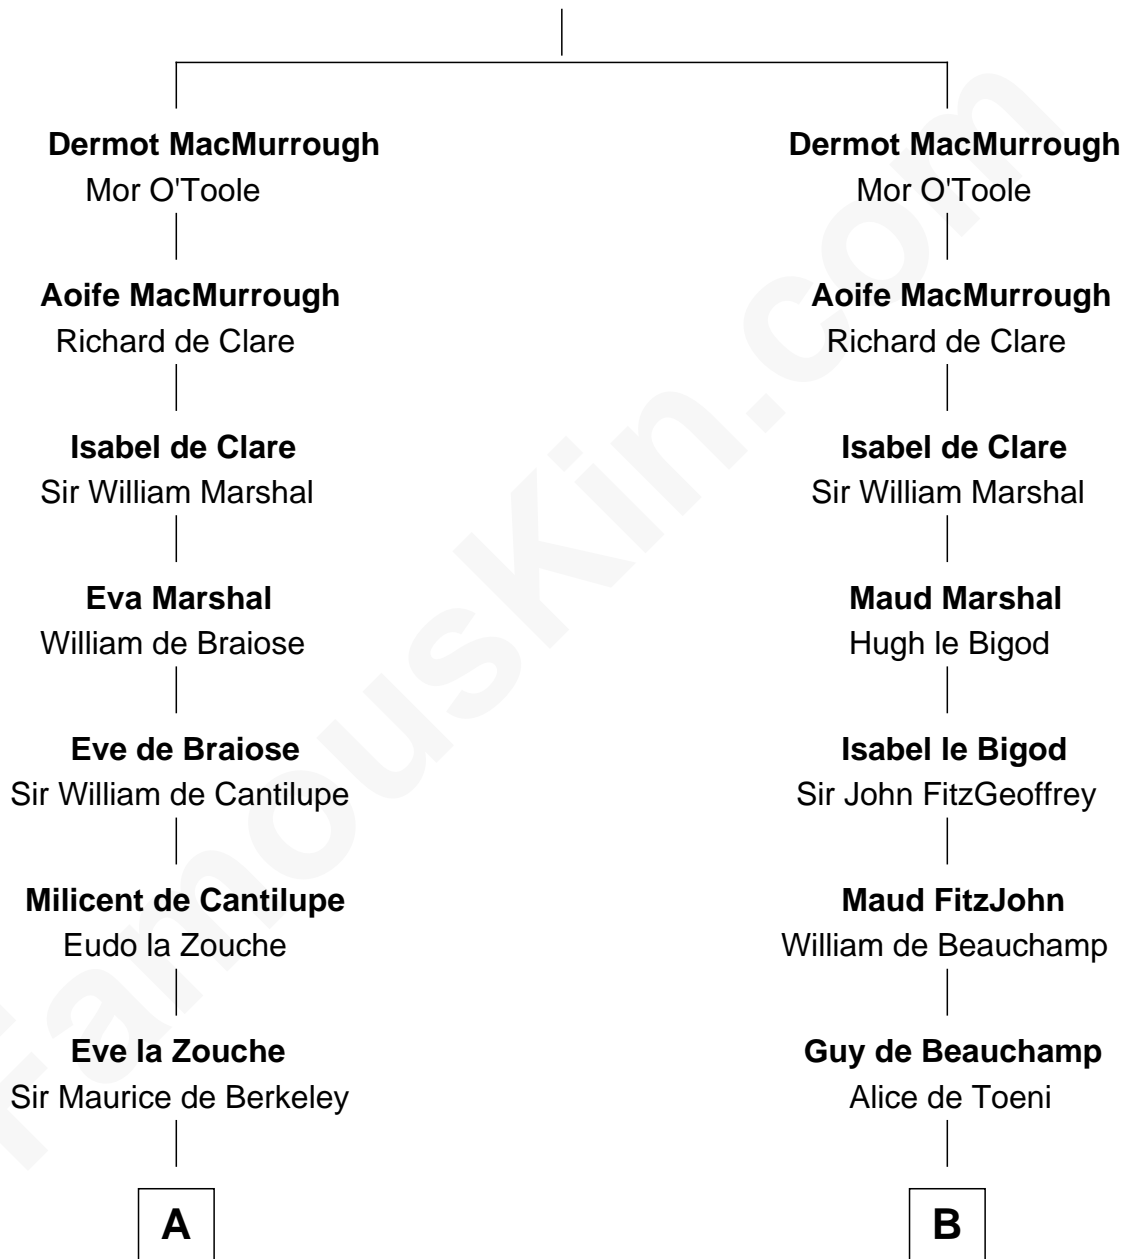 Dermot MacMurrough
Mor O'Toole
Aoife MacMurrough
Richard de Clare
Isabel de Clare
Sir William Marshal
Eva Marshal
William de Braiose
Eve de Braiose
Sir William de Cantilupe
Milicent de Cantilupe
Eudo la Zouche
Eve la Zouche
Sir Maurice de Berkeley
A
Dermot MacMurrough
Mor O'Toole
Aoife MacMurrough
Richard de Clare
Isabel de Clare
Sir William Marshal
Maud Marshal
Hugh le Bigod
Isabel le Bigod
Sir John FitzGeoffrey
Maud FitzJohn
William de Beauchamp
Guy de Beauchamp
Alice de Toeni
B
FamousKin.com